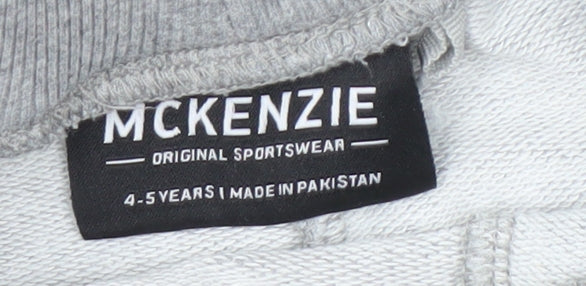 MCKENZIE
— ORIGINAL SPORTSWEAR —
4-5 YEARS | MADE IN PAKISTAN